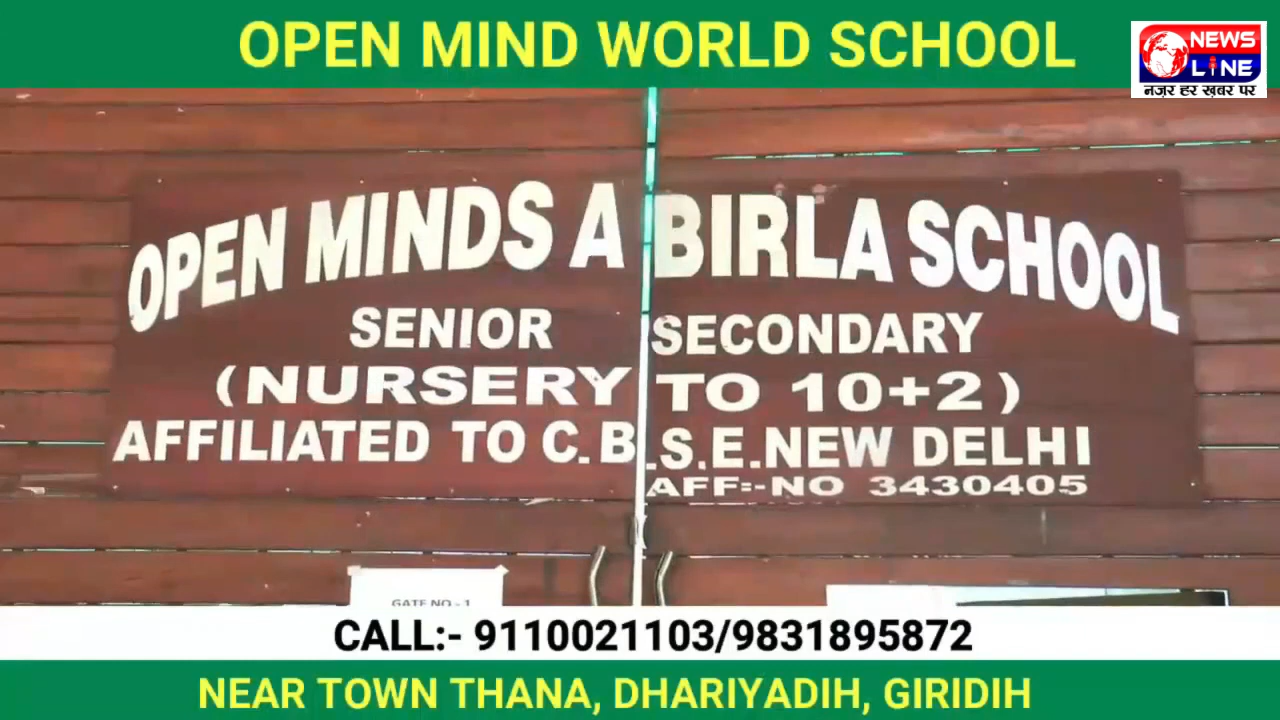 OPEN MIND WORLD SCHOOL
NEWS
LINE
नज़र हर ख़बर पर
OPEN MINDS A BIRLA SCHOOL
SENIOR SECONDARY
(NURSERY TO 10+2)
AFFILIATED TO C.B.S.E.NEW DELHI
AFF:-NO 3430405
GATE NO - 1
CALL:- 9110021103/9831895872
NEAR TOWN THANA, DHARIYADIH, GIRIDIH